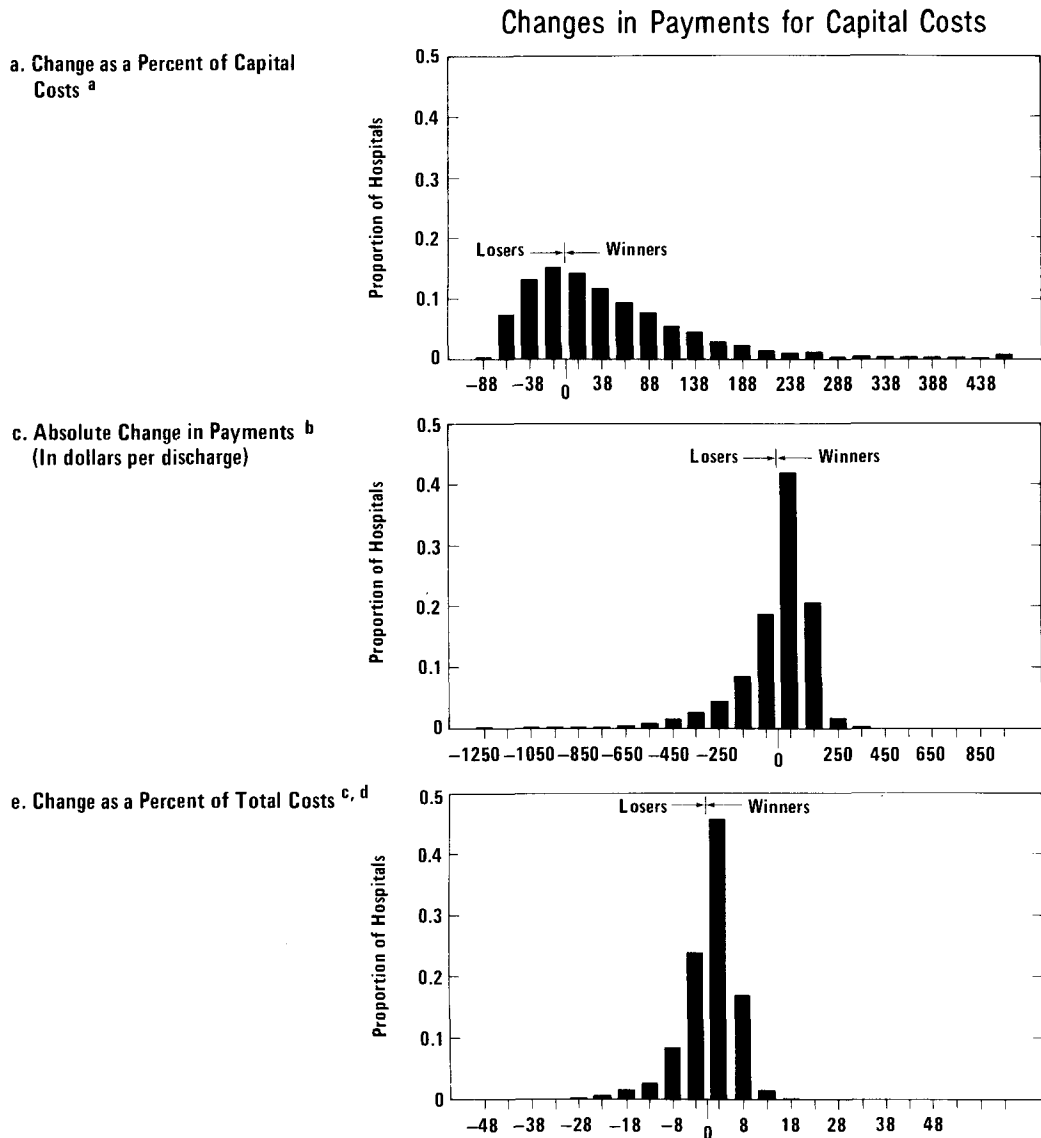 Changes in Payments for Capital Costs
a. Change as a Percent of Capital
Costs a
Proportion of Hospitals
0.5
0.4
0.3
0.2
0.1
0
Losers Winners
−88 −38 0 38 88 138 188 238 288 338 388 438
c. Absolute Change in Payments b
(In dollars per discharge)
Proportion of Hospitals
0.5
0.4
0.3
0.2
0.1
0
Losers Winners
−1250 −1050 −850 −650 −450 −250 0 250 450 650 850
e. Change as a Percent of Total Costs c, d
Proportion of Hospitals
0.5
0.4
0.3
0.2
0.1
0
Losers Winners
−48 −38 −28 −18 −8 0 8 18 28 38 48